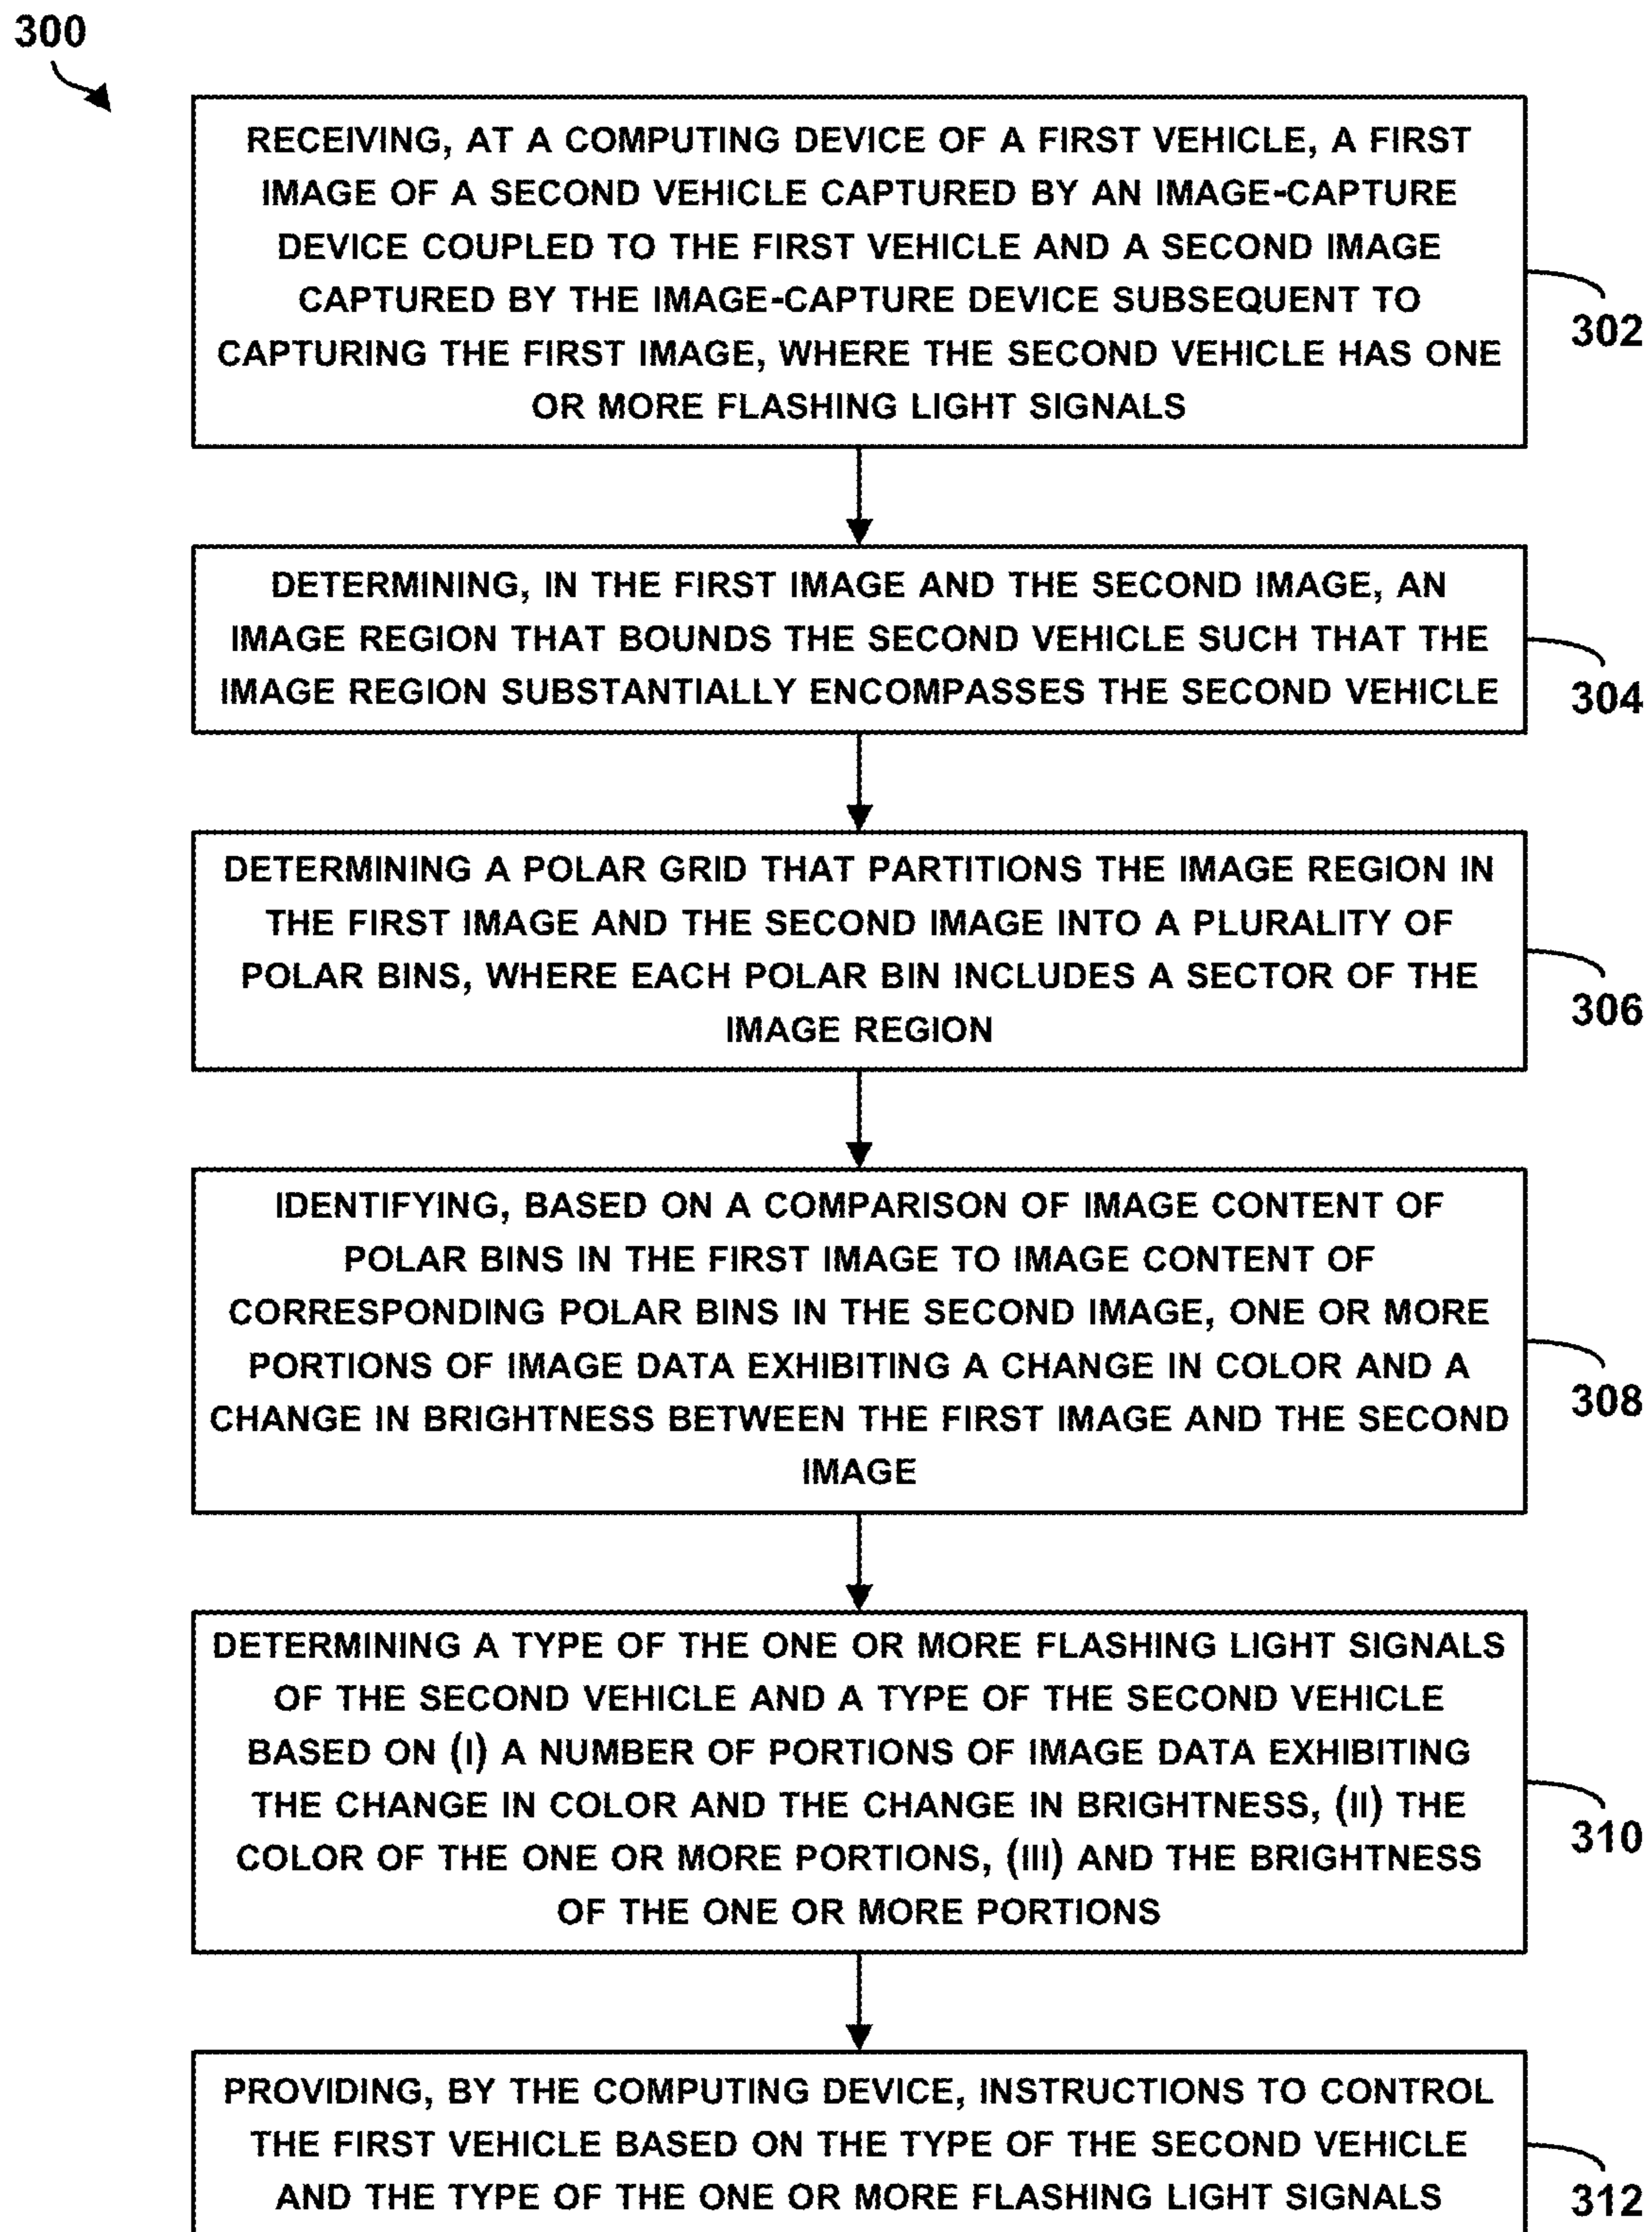 300
RECEIVING, AT A COMPUTING DEVICE OF A FIRST VEHICLE, A FIRST
IMAGE OF A SECOND VEHICLE CAPTURED BY AN IMAGE-CAPTURE
DEVICE COUPLED TO THE FIRST VEHICLE AND A SECOND IMAGE
CAPTURED BY THE IMAGE-CAPTURE DEVICE SUBSEQUENT TO
CAPTURING THE FIRST IMAGE, WHERE THE SECOND VEHICLE HAS ONE
OR MORE FLASHING LIGHT SIGNALS
302
DETERMINING, IN THE FIRST IMAGE AND THE SECOND IMAGE, AN
IMAGE REGION THAT BOUNDS THE SECOND VEHICLE SUCH THAT THE
IMAGE REGION SUBSTANTIALLY ENCOMPASSES THE SECOND VEHICLE
304
DETERMINING A POLAR GRID THAT PARTITIONS THE IMAGE REGION IN
THE FIRST IMAGE AND THE SECOND IMAGE INTO A PLURALITY OF
POLAR BINS, WHERE EACH POLAR BIN INCLUDES A SECTOR OF THE
IMAGE REGION
306
IDENTIFYING, BASED ON A COMPARISON OF IMAGE CONTENT OF
POLAR BINS IN THE FIRST IMAGE TO IMAGE CONTENT OF
CORRESPONDING POLAR BINS IN THE SECOND IMAGE, ONE OR MORE
PORTIONS OF IMAGE DATA EXHIBITING A CHANGE IN COLOR AND A
CHANGE IN BRIGHTNESS BETWEEN THE FIRST IMAGE AND THE SECOND
IMAGE
308
DETERMINING A TYPE OF THE ONE OR MORE FLASHING LIGHT SIGNALS
OF THE SECOND VEHICLE AND A TYPE OF THE SECOND VEHICLE
BASED ON (I) A NUMBER OF PORTIONS OF IMAGE DATA EXHIBITING
THE CHANGE IN COLOR AND THE CHANGE IN BRIGHTNESS, (II) THE
COLOR OF THE ONE OR MORE PORTIONS, (III) AND THE BRIGHTNESS
OF THE ONE OR MORE PORTIONS
310
PROVIDING, BY THE COMPUTING DEVICE, INSTRUCTIONS TO CONTROL
THE FIRST VEHICLE BASED ON THE TYPE OF THE SECOND VEHICLE
AND THE TYPE OF THE ONE OR MORE FLASHING LIGHT SIGNALS
312